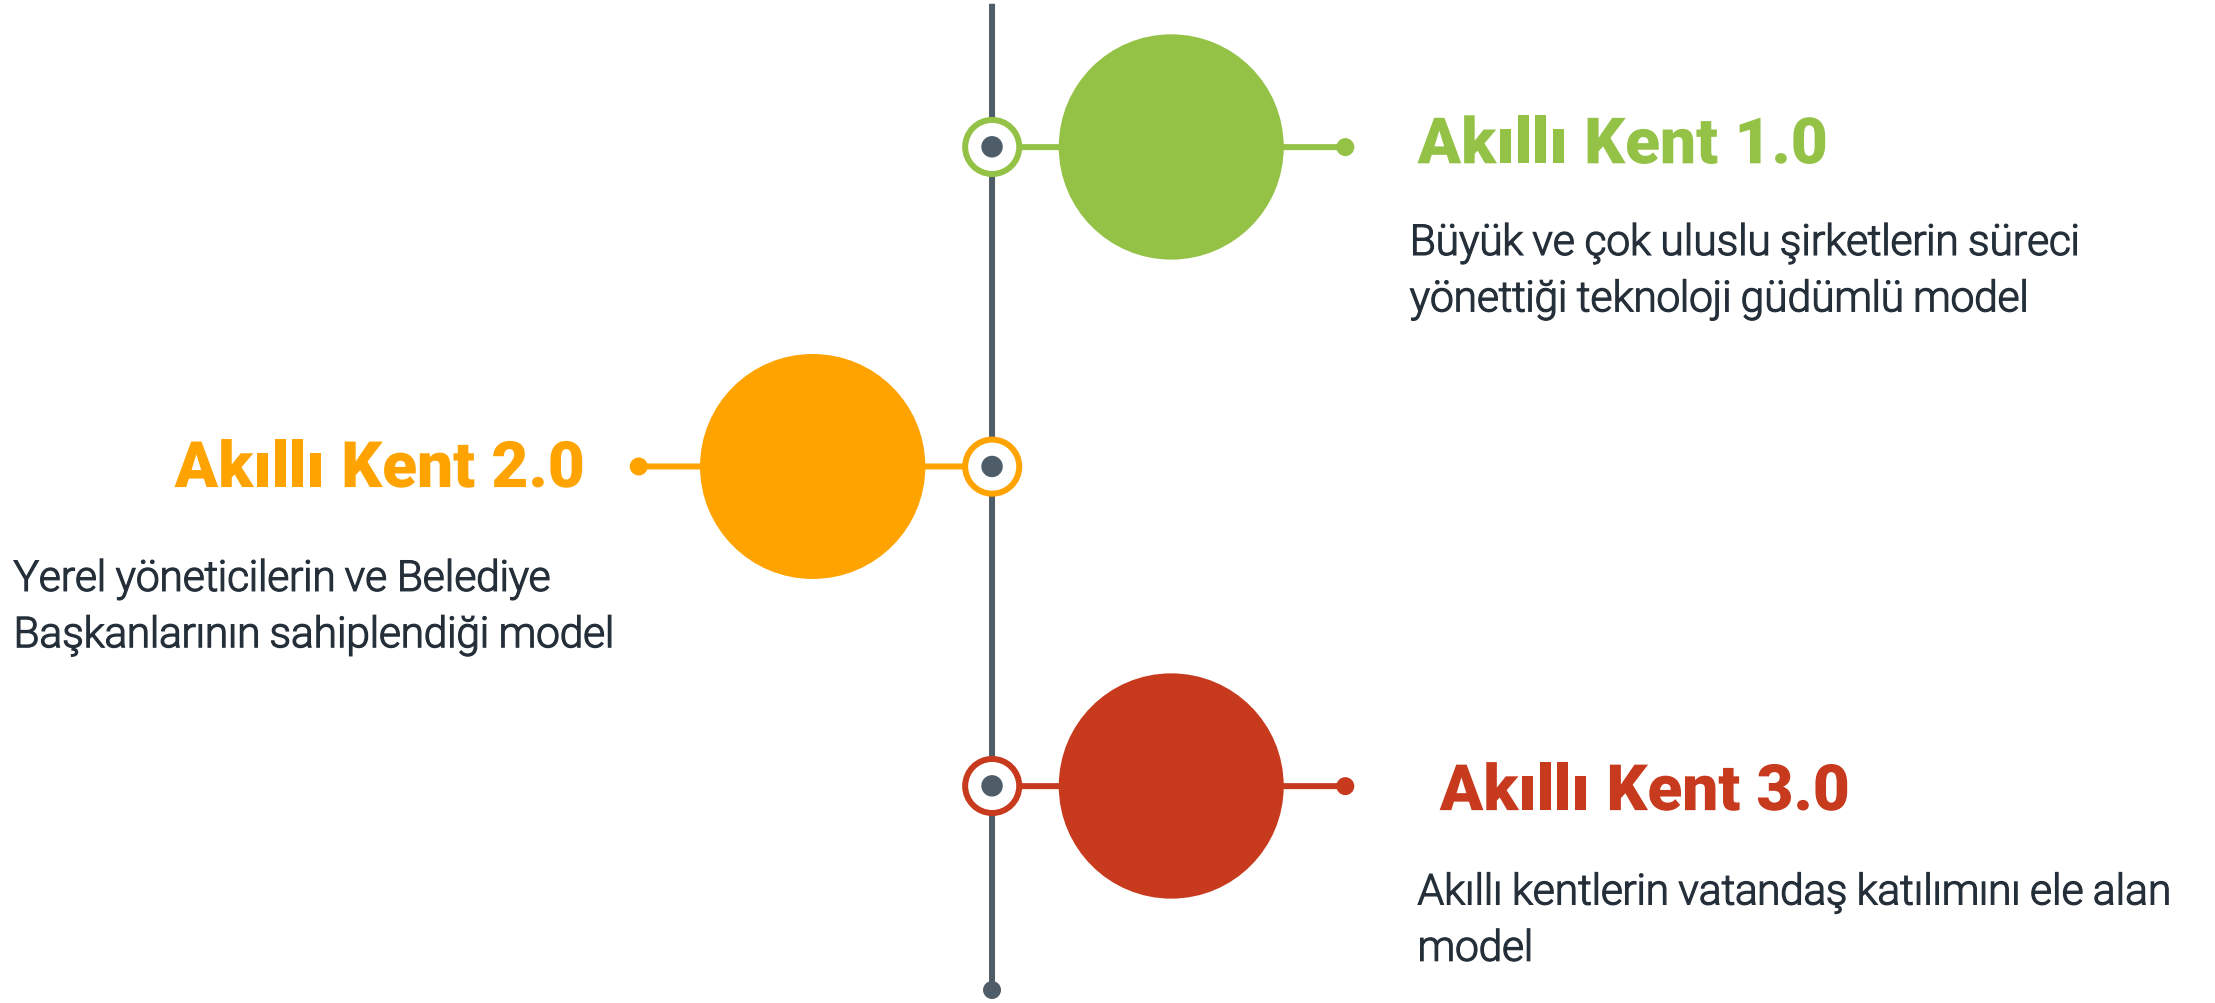 Akıllı Kent 1.0
Büyük ve çok uluslu şirketlerin süreci
yönettiği teknoloji güdümlü model
Akıllı Kent 2.0
Yerel yöneticilerin ve Belediye
Başkanlarının sahiplendiği model
Akıllı Kent 3.0
Akıllı kentlerin vatandaş katılımını ele alan
model